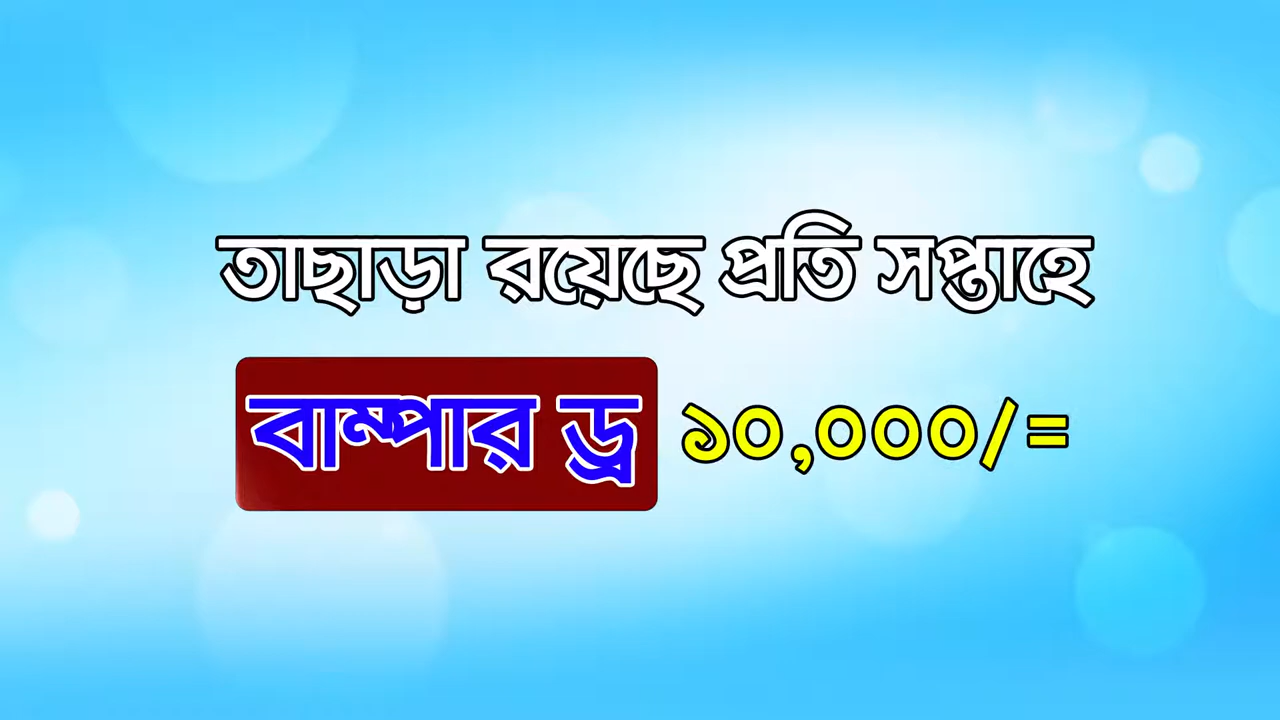 তাছাড়া রয়েছে প্রতি সপ্তাহে
বাম্পার ড্র ১০,০০০/=